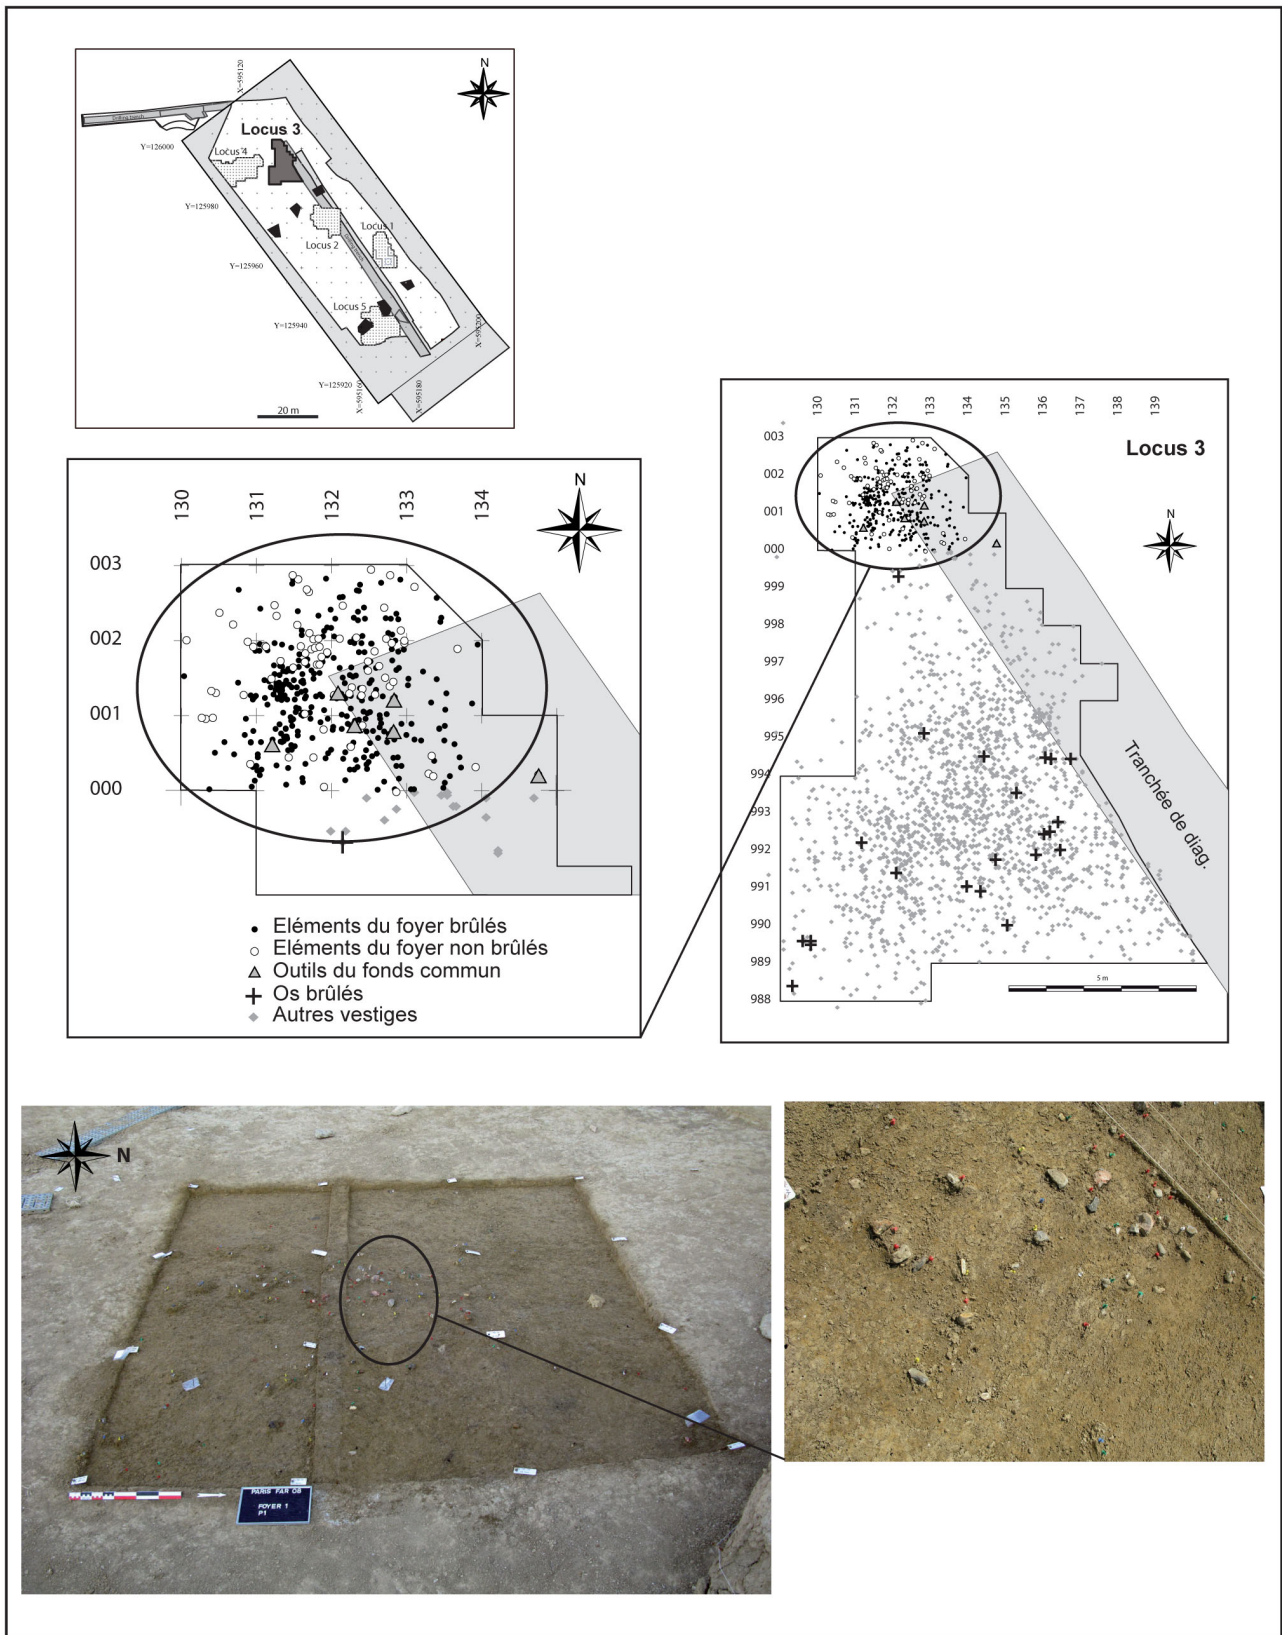 N
X=595120
Drilling trench
Locus 3
Y=126000
Locus 4
Y=125980
Locus 1
Locus 2
Drilling trench
Y=125960
Locus 5
Y=125940
X=595200
Y=125920
X=595160
X=595180
20 m
130 131 132 133 134 135 136 137 138 139
003
Locus 3
002
001
N
000
999
998
997
996
995
994
993
992
991
990
989
988
Tranchée de diag.
5 m
N
130 131 132 133 134
003
002
001
000
Eléments du foyer brûlés
Eléments du foyer non brûlés
Outils du fonds commun
Os brûlés
Autres vestiges
N
PARIS FAR 08
FOYER 1
P1